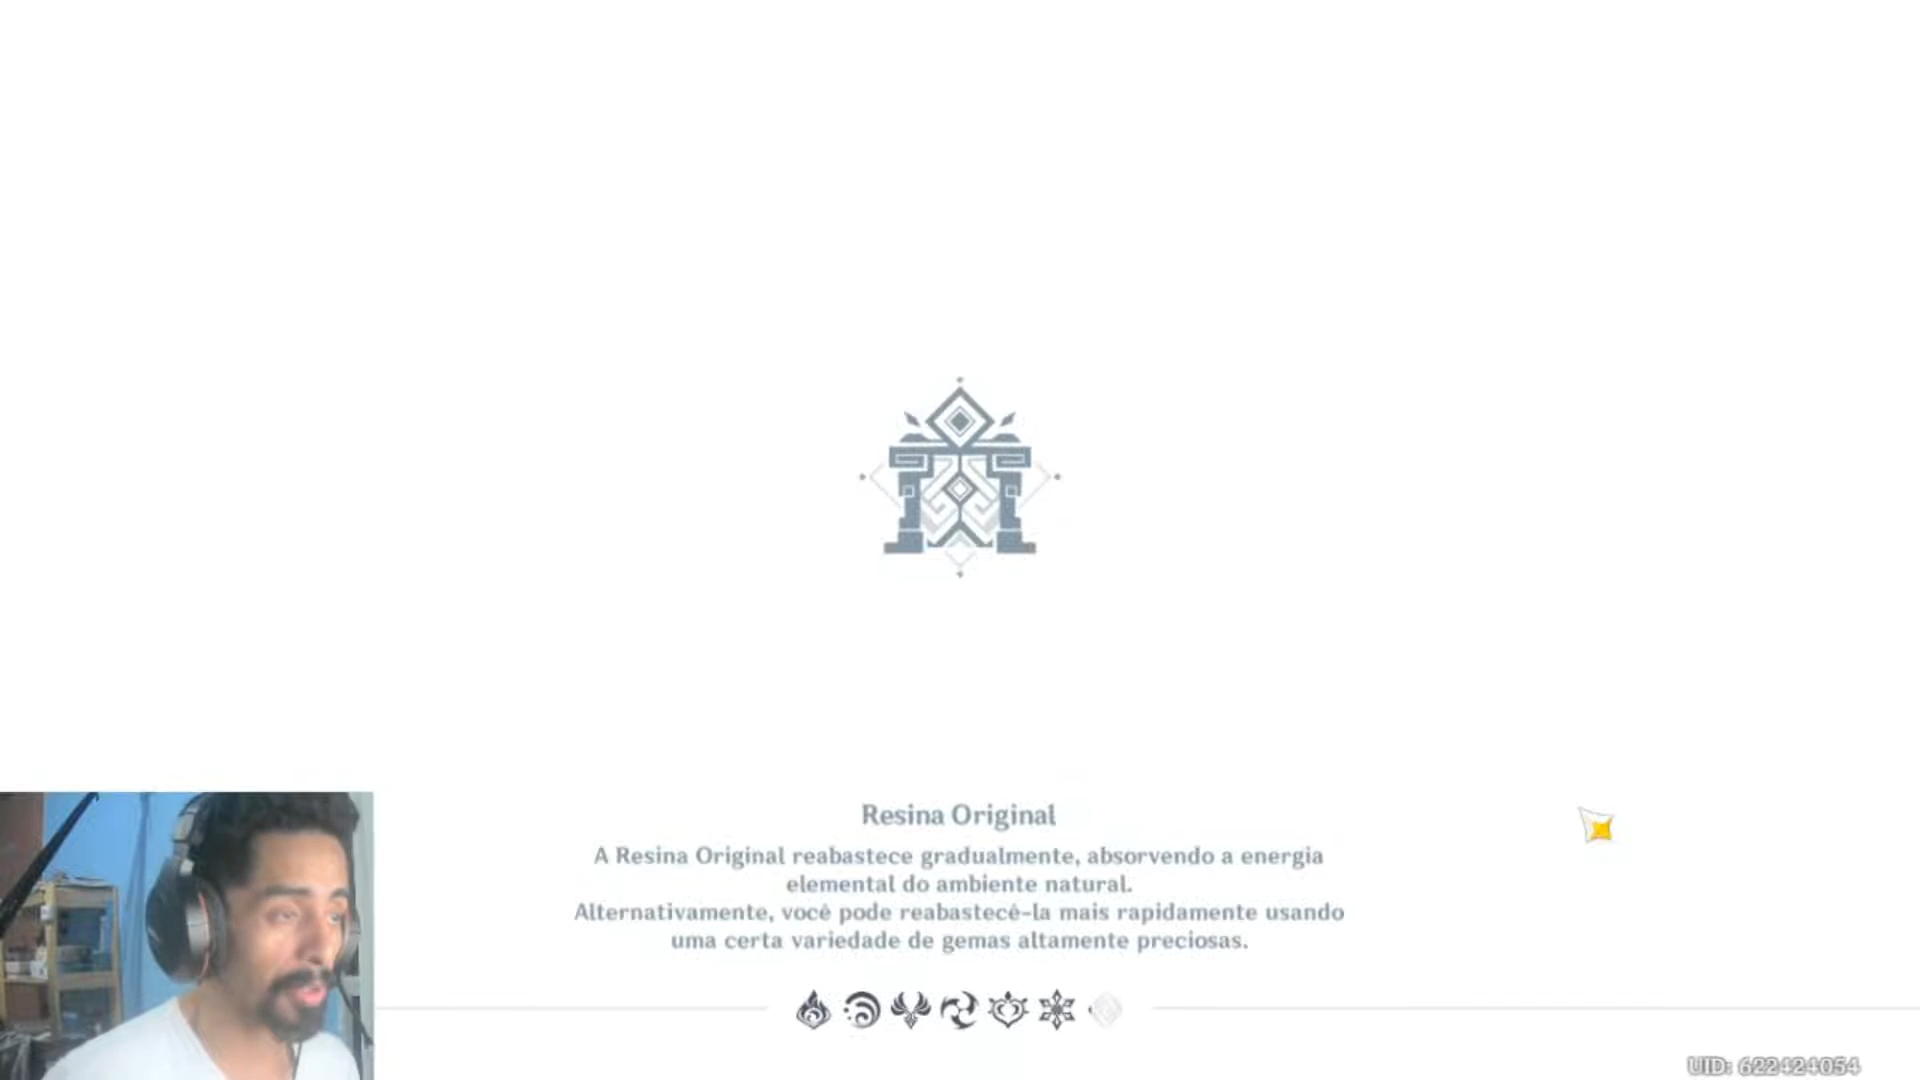 Resina Original
A Resina Original reabastece gradualmente, absorvendo a energia
elemental do ambiente natural.
Alternativamente, você pode reabastecê-la mais rapidamente usando
uma certa variedade de gemas altamente preciosas.
UID: 622424054